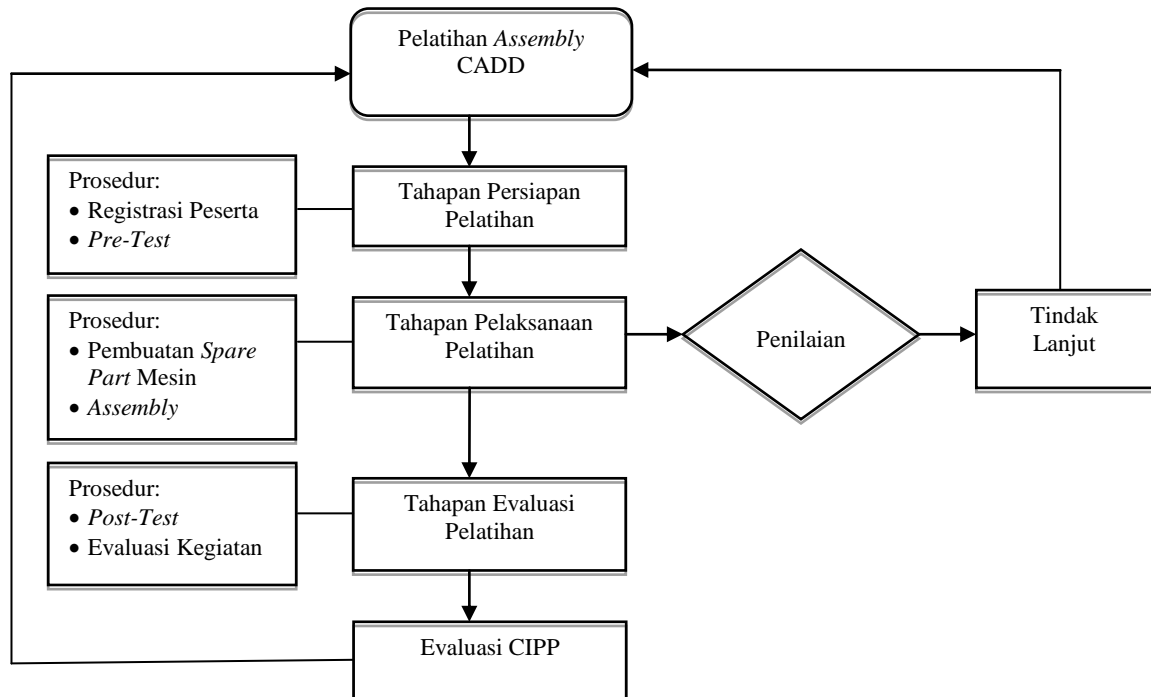 Pelatihan Assembly
CADD
Prosedur:
• Registrasi Peserta
• Pre-Test
Tahapan Persiapan
Pelatihan
Prosedur:
• Pembuatan Spare
Part Mesin
• Assembly
Tahapan Pelaksanaan
Pelatihan
Penilaian
Tindak
Lanjut
Prosedur:
• Post-Test
• Evaluasi Kegiatan
Tahapan Evaluasi
Pelatihan
Evaluasi CIPP